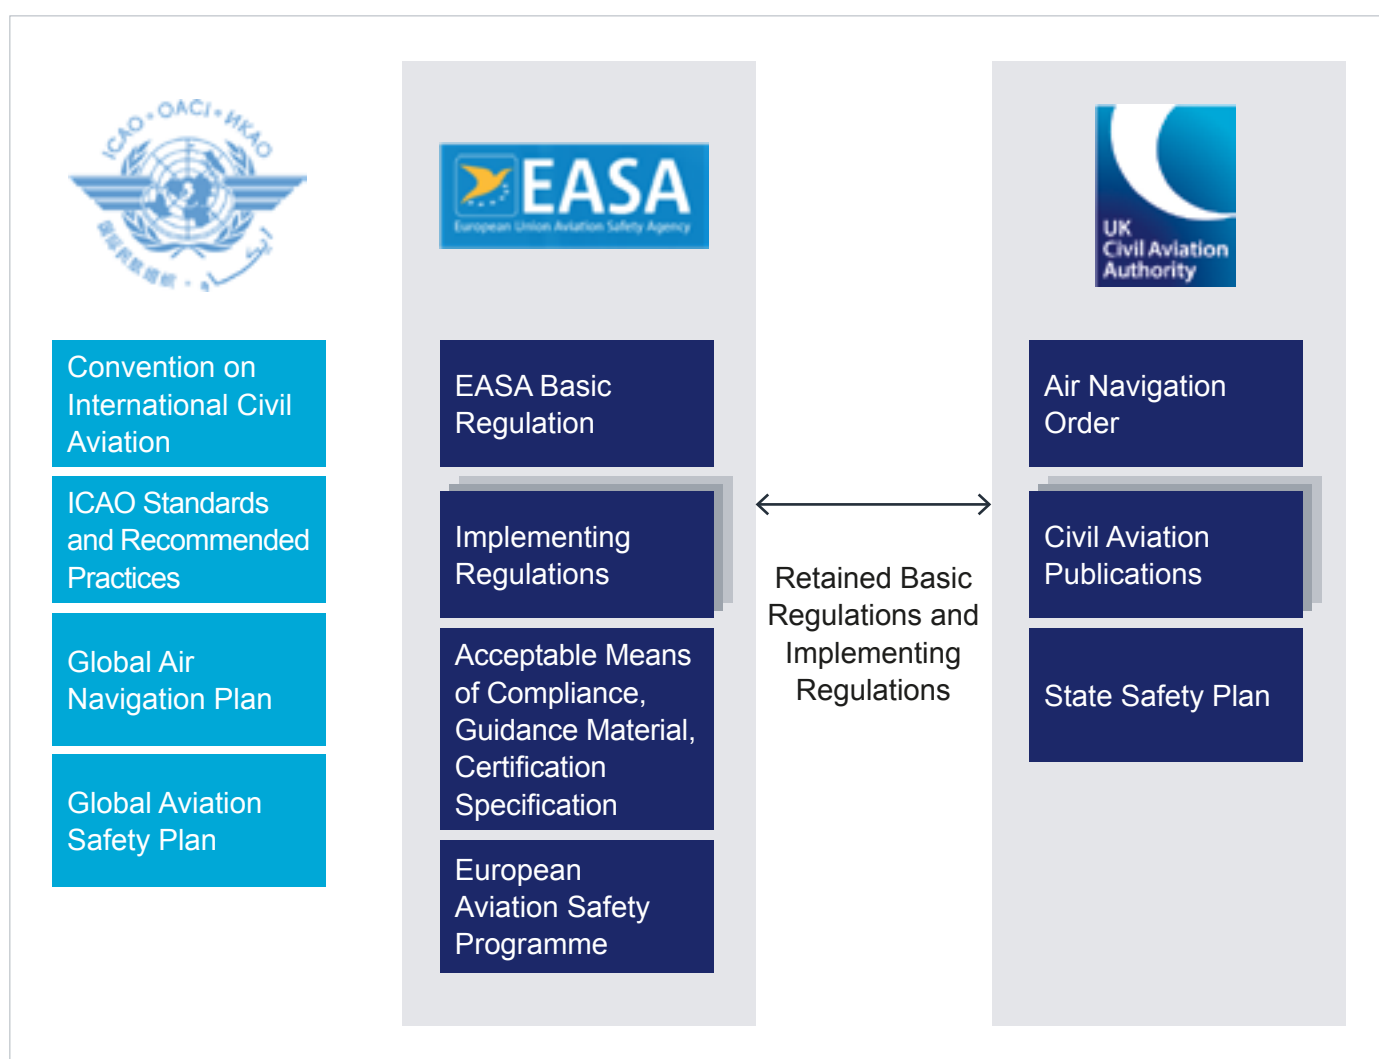 ICAO • OACI • ИКАО
Convention on
International Civil
Aviation
ICAO Standards
and Recommended
Practices
Global Air
Navigation Plan
Global Aviation
Safety Plan
EASA
European Union Aviation Safety Agency
EASA Basic
Regulation
Implementing
Regulations
Acceptable Means
of Compliance,
Guidance Material,
Certification
Specification
European
Aviation Safety
Programme
Retained Basic
Regulations and
Implementing
Regulations
UK
Civil Aviation
Authority
Air Navigation
Order
Civil Aviation
Publications
State Safety Plan